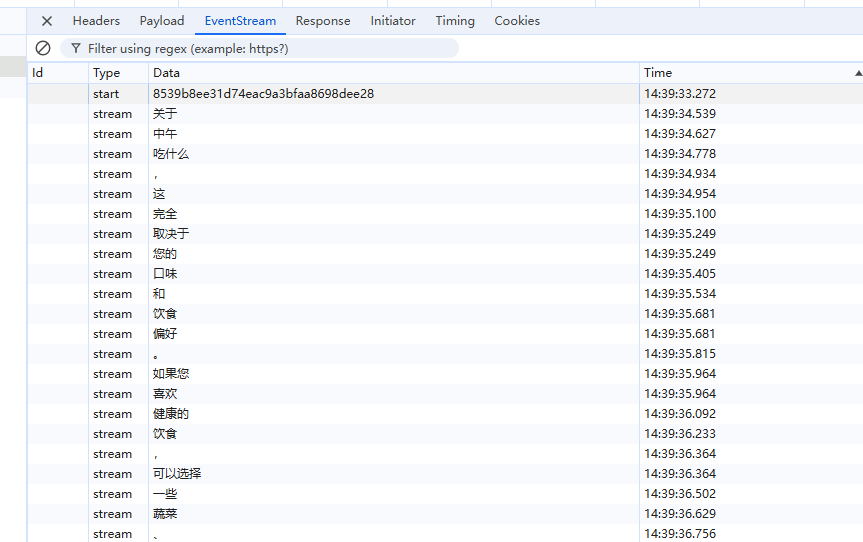 Headers Payload EventStream Response Initiator Timing Cookies
Filter using regex (example: https?)
Id Type Data Time
start 8539b8ee31d74eac9a3bfaa8698dee28 14:39:33.272
stream 关于 14:39:34.539
stream 中午 14:39:34.627
stream 吃什么 14:39:34.778
stream , 14:39:34.934
stream 这 14:39:34.954
stream 完全 14:39:35.100
stream 取决于 14:39:35.249
stream 您的 14:39:35.249
stream 口味 14:39:35.405
stream 和 14:39:35.534
stream 饮食 14:39:35.681
stream 偏好 14:39:35.681
stream 。 14:39:35.815
stream 如果您 14:39:35.964
stream 喜欢 14:39:35.964
stream 健康的 14:39:36.092
stream 饮食 14:39:36.233
stream , 14:39:36.364
stream 可以选择 14:39:36.364
stream 一些 14:39:36.502
stream 蔬菜 14:39:36.629
stream 、 14:39:36.756